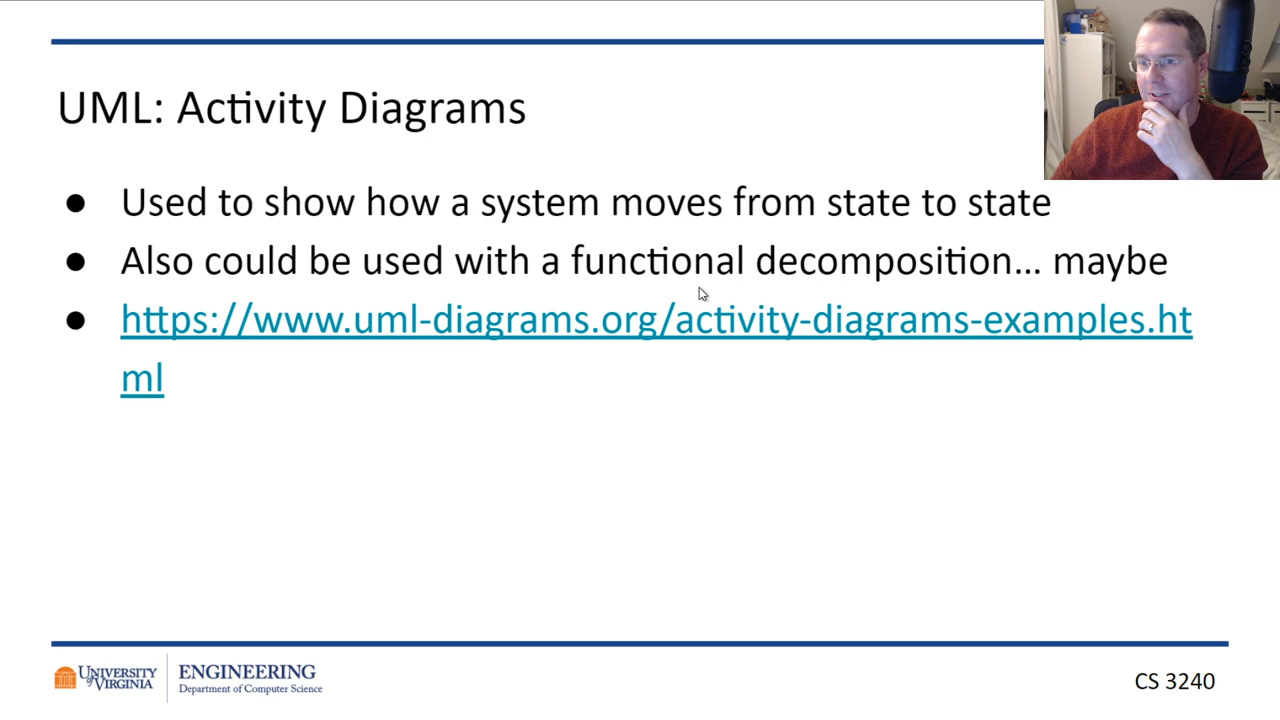 UML: Activity Diagrams
● Used to show how a system moves from state to state
● Also could be used with a functional decomposition… maybe
● https://www.uml-diagrams.org/activity-diagrams-examples.ht
ml
UNIVERSITY
of VIRGINIA
ENGINEERING
Department of Computer Science
CS 3240